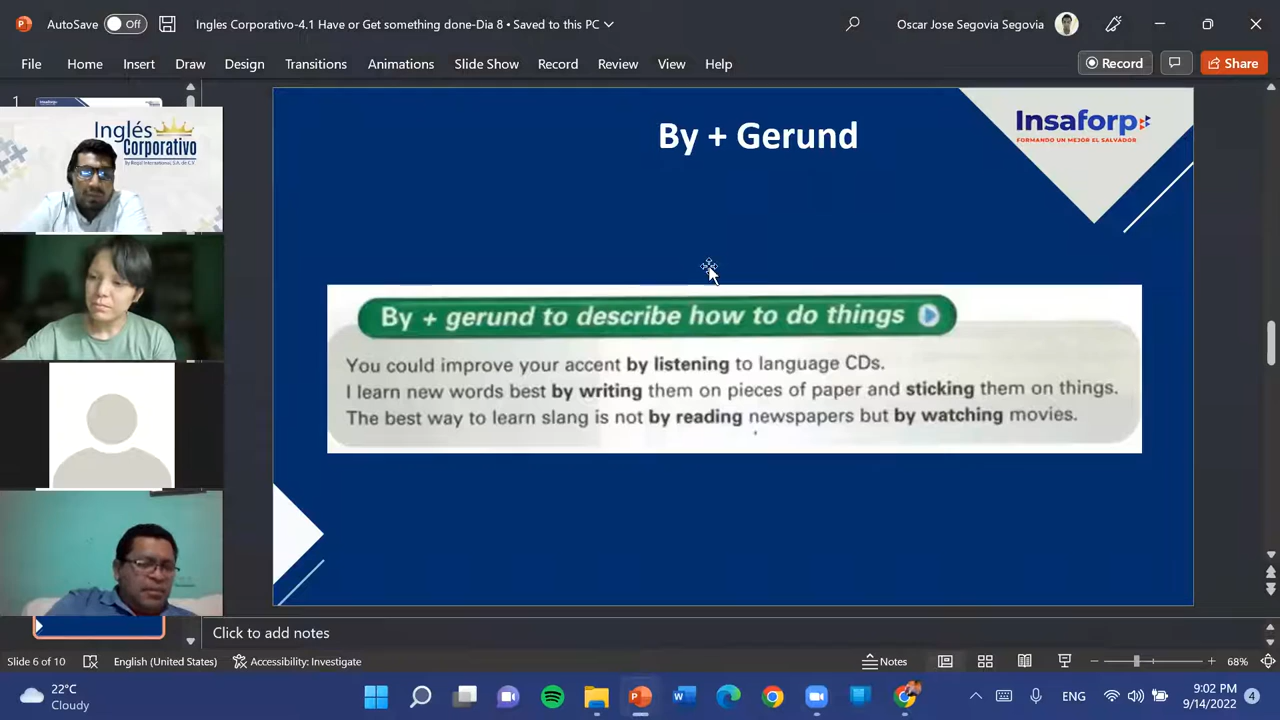 AutoSave Off Ingles Corporativo-4.1 Have or Get something done-Dia 8 • Saved to this PC Oscar Jose Segovia Segovia
File Home Insert Draw Design Transitions Animations Slide Show Record Review View Help Record Share
1
Inglés
Corporativo
By + Gerund
Insaforp
FORMANDO UN MEJOR EL SALVADOR
By + gerund to describe how to do things
You could improve your accent by listening to language CDs.
I learn new words best by writing them on pieces of paper and sticking them on things.
The best way to learn slang is not by reading newspapers but by watching movies.
Click to add notes
Slide 6 of 10 English (United States) Accessibility: Investigate Notes 68%
22°C
Cloudy
ENG
9:02 PM
9/14/2022
4